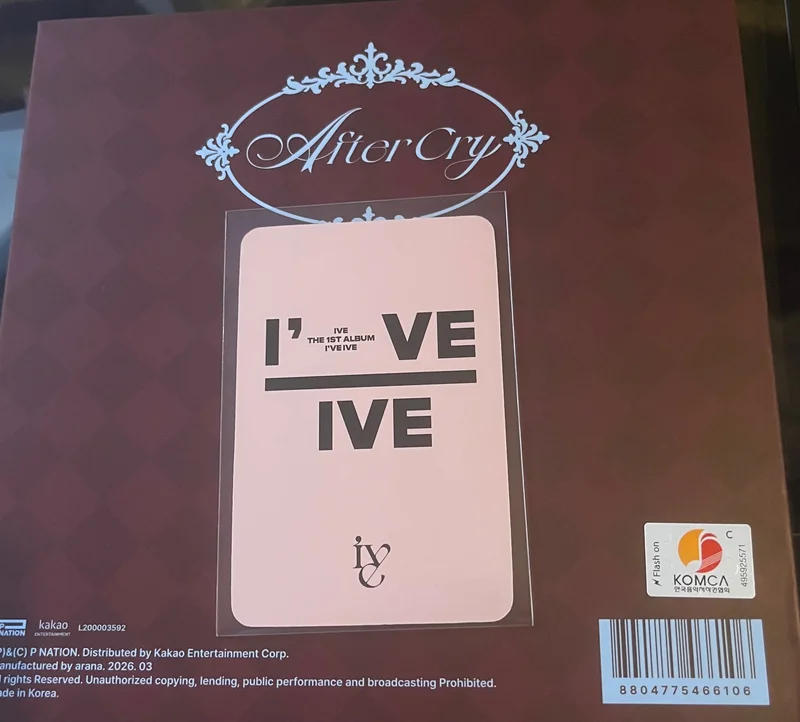 After Cry
I' VE
IVE
THE 1ST ALBUM
I'VE IVE
IVE
ive
Flash on
C
495925571
KOMCA
한국음악저작권협회
P NATION
kakao
ENTERTAINMENT
L200003592
P)&(C) P NATION. Distributed by Kakao Entertainment Corp.
anufactured by arana. 2026. 03
l rights Reserved. Unauthorized copying, lending, public performance and broadcasting Prohibited.
ade in Korea.
8804775466106